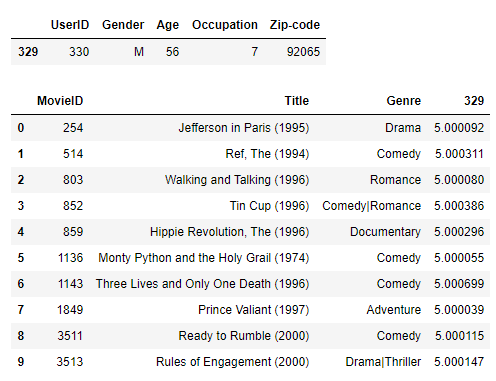 UserID Gender Age Occupation Zip-code
329 330 M 56 7 92065
MovieID Title Genre 329
0 254 Jefferson in Paris (1995) Drama 5.000092
1 514 Ref, The (1994) Comedy 5.000311
2 803 Walking and Talking (1996) Romance 5.000080
3 852 Tin Cup (1996) Comedy|Romance 5.000386
4 859 Hippie Revolution, The (1996) Documentary 5.000296
5 1136 Monty Python and the Holy Grail (1974) Comedy 5.000055
6 1143 Three Lives and Only One Death (1996) Comedy 5.000699
7 1849 Prince Valiant (1997) Adventure 5.000039
8 3511 Ready to Rumble (2000) Comedy 5.000115
9 3513 Rules of Engagement (2000) Drama|Thriller 5.000147